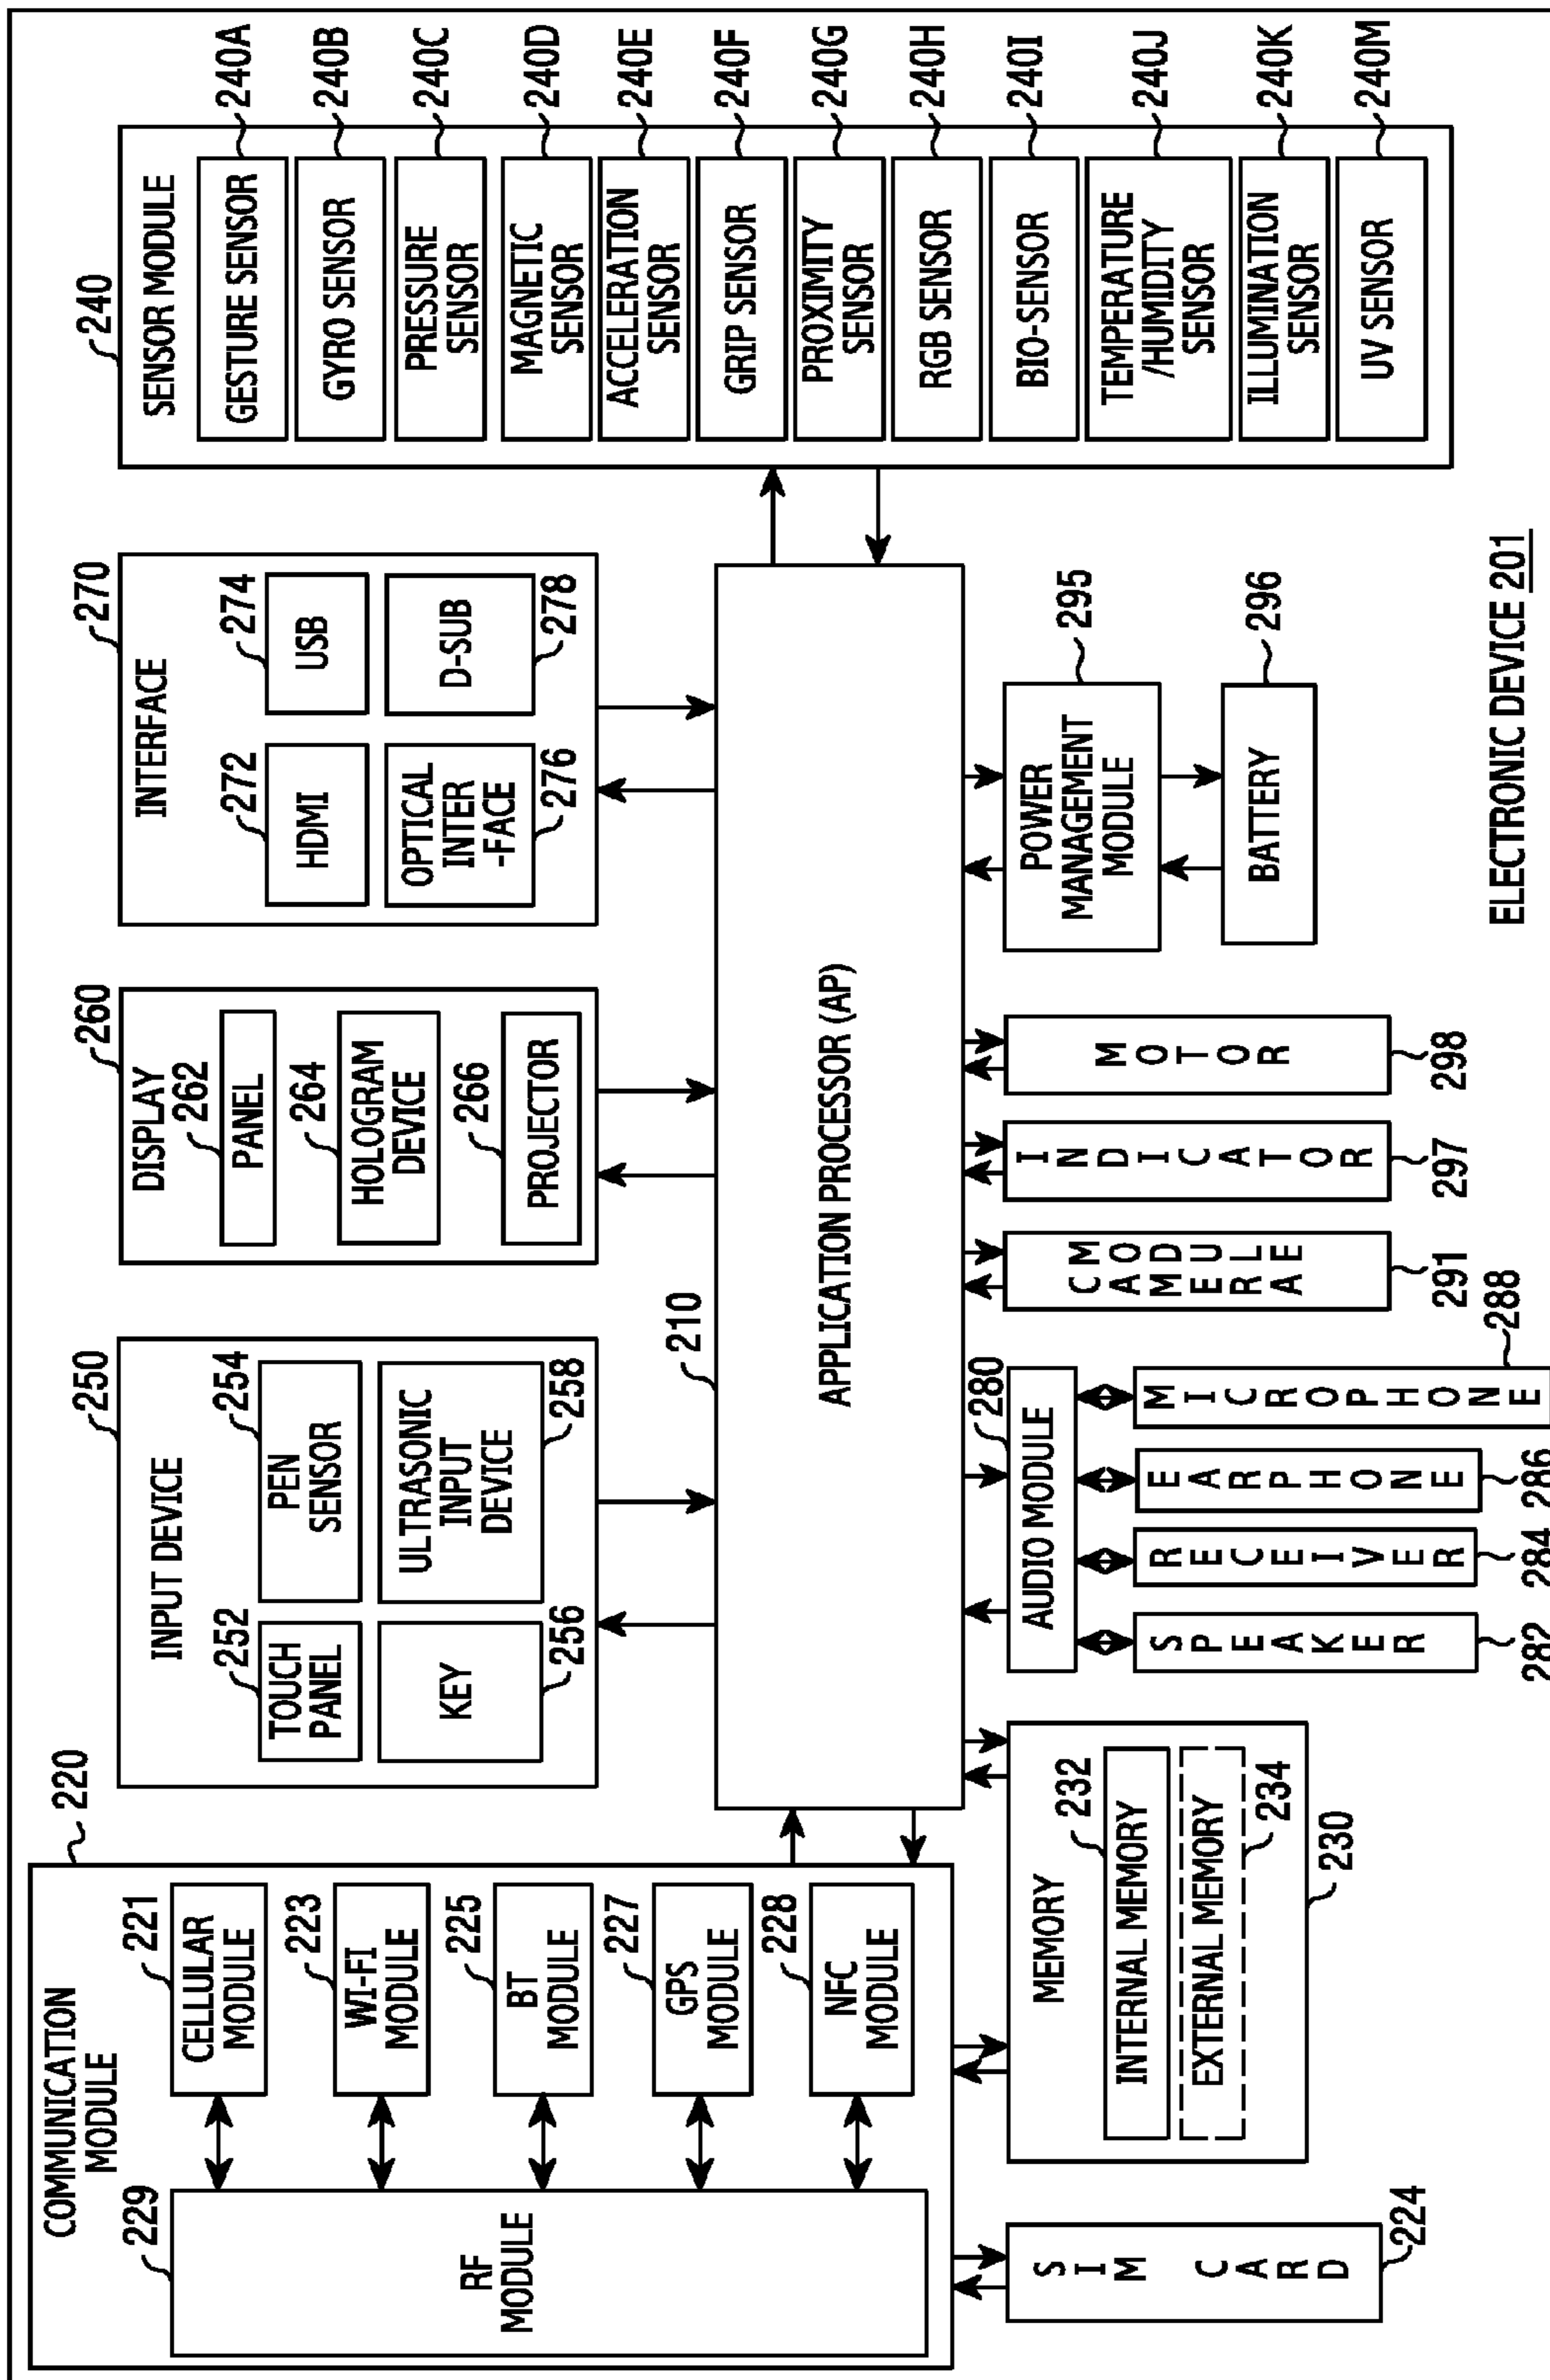 COMMUNICATION
MODULE
220
229
RF
MODULE
221
CELLULAR
MODULE
223
WI-FI
MODULE
225
BT
MODULE
227
GPS
MODULE
228
NFC
MODULE
250
INPUT DEVICE
252
TOUCH
PANEL
254
PEN
SENSOR
KEY
256
ULTRASONIC
INPUT
DEVICE
258
260
DISPLAY
262
PANEL
264
HOLOGRAM
DEVICE
266
PROJECTOR
270
INTERFACE
272
HDMI
274
USB
OPTICAL
INTER
-FACE
276
D-SUB
278
240
SENSOR MODULE
GESTURE SENSOR
240A
GYRO SENSOR
240B
PRESSURE
SENSOR
240C
MAGNETIC
SENSOR
240D
ACCELERATION
SENSOR
240E
GRIP SENSOR
240F
PROXIMITY
SENSOR
240G
RGB SENSOR
240H
BIO-SENSOR
240I
TEMPERATURE
/HUMIDITY
SENSOR
240J
ILLUMINATION
SENSOR
240K
UV SENSOR
240M
210
APPLICATION PROCESSOR (AP)
SIM CARD
224
MEMORY
232
INTERNAL MEMORY
EXTERNAL MEMORY
234
230
AUDIO MODULE
280
SPEAKER
282
RECEIVER
284
EARPHONE
286
MICROPHONE
288
CAMERA
MODULE
291
INDICATOR
297
MOTOR
298
POWER
MANAGEMENT
MODULE
295
BATTERY
296
ELECTRONIC DEVICE 201